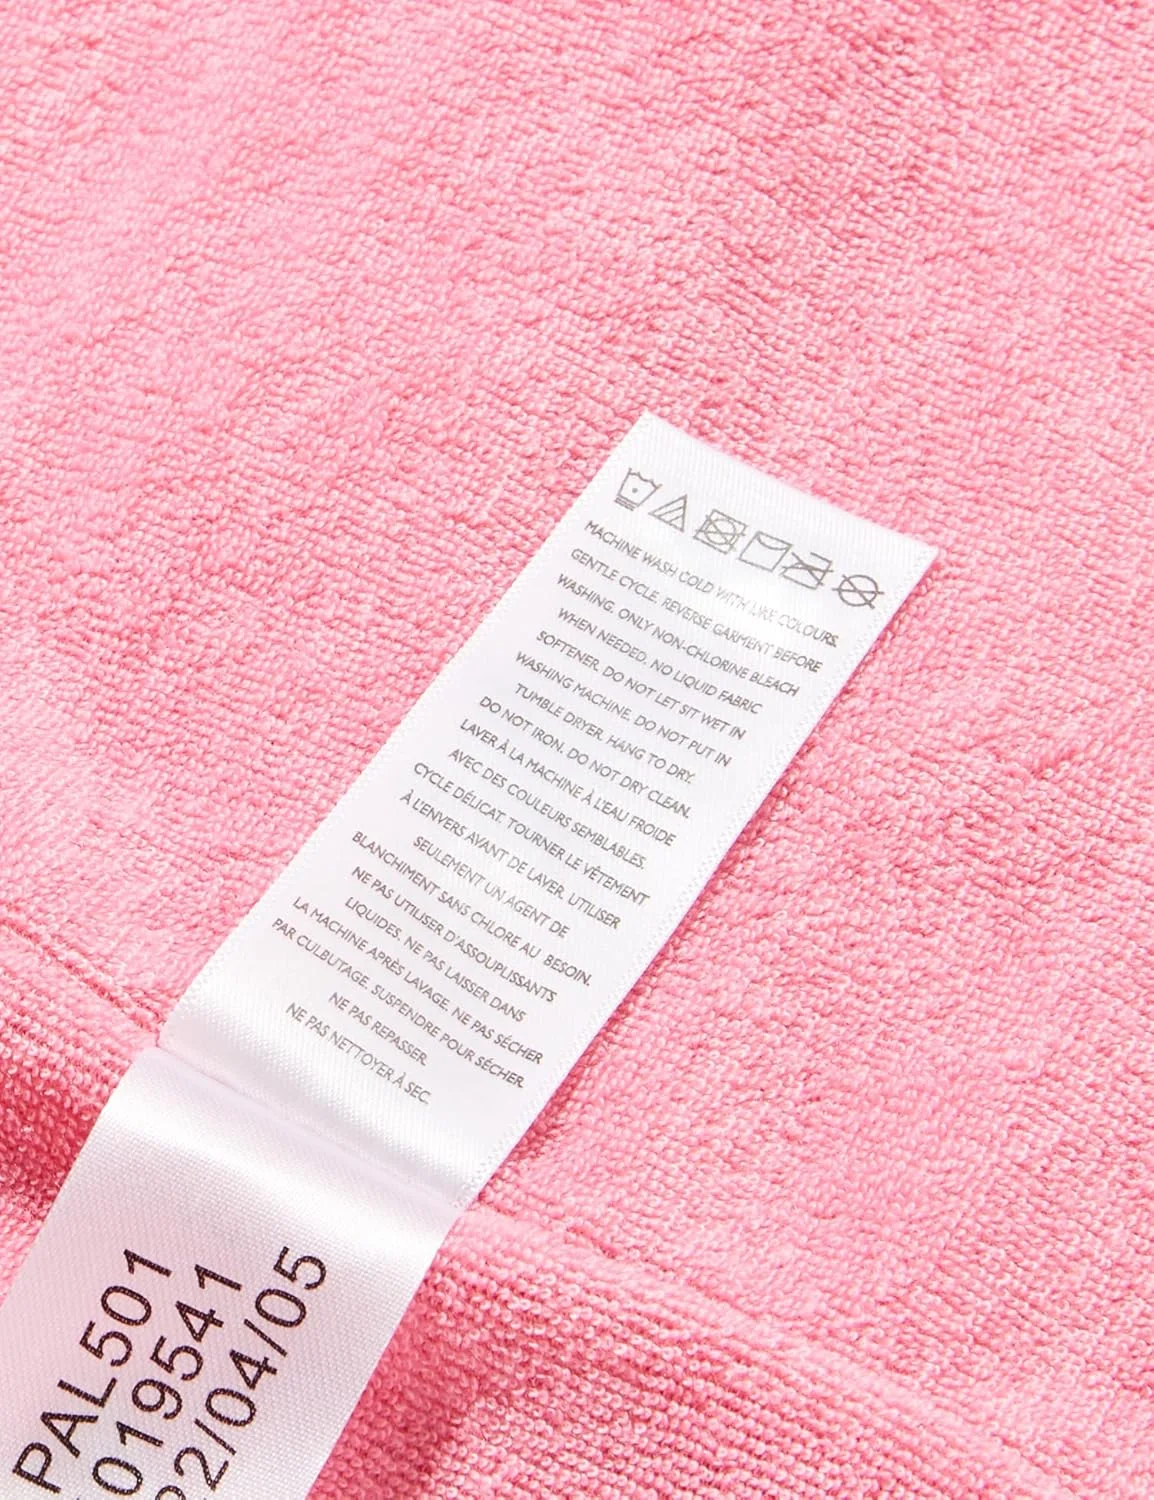 MACHINE WASH COLD WITH LIKE COLOURS.
GENTLE CYCLE. REVERSE GARMENT BEFORE
WASHING. ONLY NON-CHLORINE BLEACH
WHEN NEEDED. NO LIQUID FABRIC
SOFTENER. DO NOT LET SIT WET IN
WASHING MACHINE. DO NOT PUT IN
TUMBLE DRYER. HANG TO DRY.
DO NOT IRON. DO NOT DRY CLEAN.
LAVER À LA MACHINE À L'EAU FROIDE
AVEC DES COULEURS SEMBLABLES.
CYCLE DÉLICAT. TOURNER LE VÊTEMENT
À L'ENVERS AVANT DE LAVER. UTILISER
SEULEMENT UN AGENT DE
BLANCHIMENT SANS CHLORE AU BESOIN.
NE PAS UTILISER D'ASSOUPLISSANTS
LIQUIDES. NE PAS LAISSER DANS
LA MACHINE APRÈS LAVAGE. NE PAS SÉCHER
PAR CULBUTAGE. SUSPENDRE POUR SÉCHER.
NE PAS REPASSER.
NE PAS NETTOYER À SEC.
PAL501
019541
2/04/05